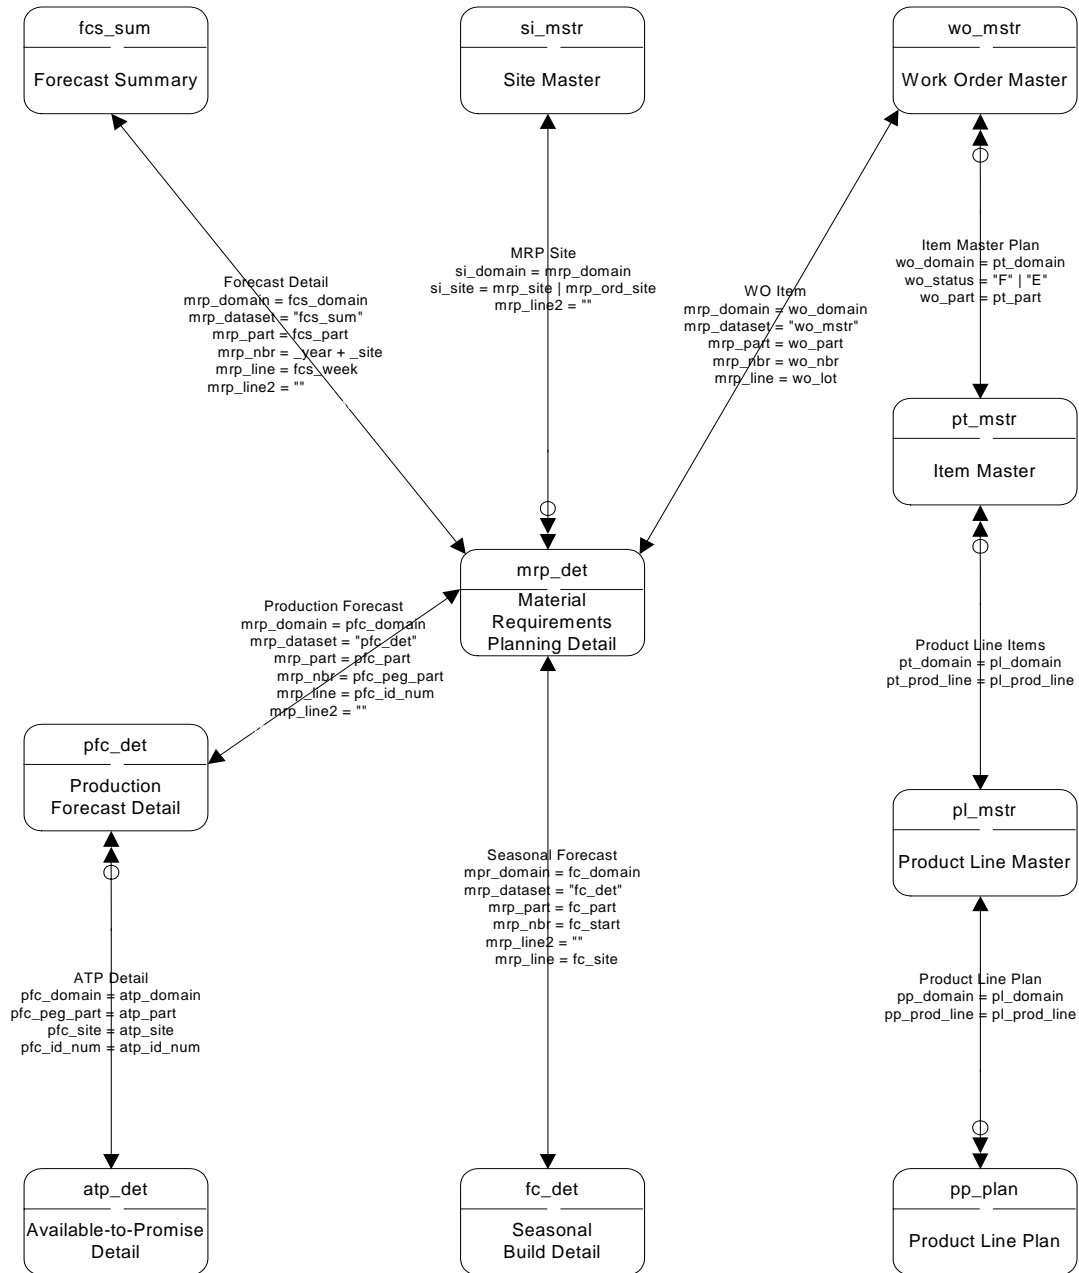 fcs_sum
Forecast Summary
si_mstr
Site Master
wo_mstr
Work Order Master
Forecast Detail
mrp_domain = fcs_domain
mrp_dataset = "fcs_sum"
mrp_part = fcs_part
mrp_nbr = _year + _site
mrp_line = fcs_week
mrp_line2 = ""
MRP Site
si_domain = mrp_domain
si_site = mrp_site | mrp_ord_site
mrp_line2 = ""
WO Item
mrp_domain = wo_domain
mrp_dataset = "wo_mstr"
mrp_part = wo_part
mrp_nbr = wo_nbr
mrp_line = wo_lot
Item Master Plan
wo_domain = pt_domain
wo_status = "F" | "E"
wo_part = pt_part
pt_mstr
Item Master
mrp_det
Material
Requirements
Planning Detail
Production Forecast
mrp_domain = pfc_domain
mrp_dataset = "pfc_det"
mrp_part = pfc_part
mrp_nbr = pfc_peg_part
mrp_line = pfc_id_num
mrp_line2 = ""
Product Line Items
pt_domain = pl_domain
pt_prod_line = pl_prod_line
pfc_det
Production
Forecast Detail
pl_mstr
Product Line Master
Seasonal Forecast
mpr_domain = fc_domain
mrp_dataset = "fc_det"
mrp_part = fc_part
mrp_nbr = fc_start
mrp_line2 = ""
mrp_line = fc_site
ATP Detail
pfc_domain = atp_domain
pfc_peg_part = atp_part
pfc_site = atp_site
pfc_id_num = atp_id_num
Product Line Plan
pp_domain = pl_domain
pp_prod_line = pl_prod_line
atp_det
Available-to-Promise
Detail
fc_det
Seasonal
Build Detail
pp_plan
Product Line Plan